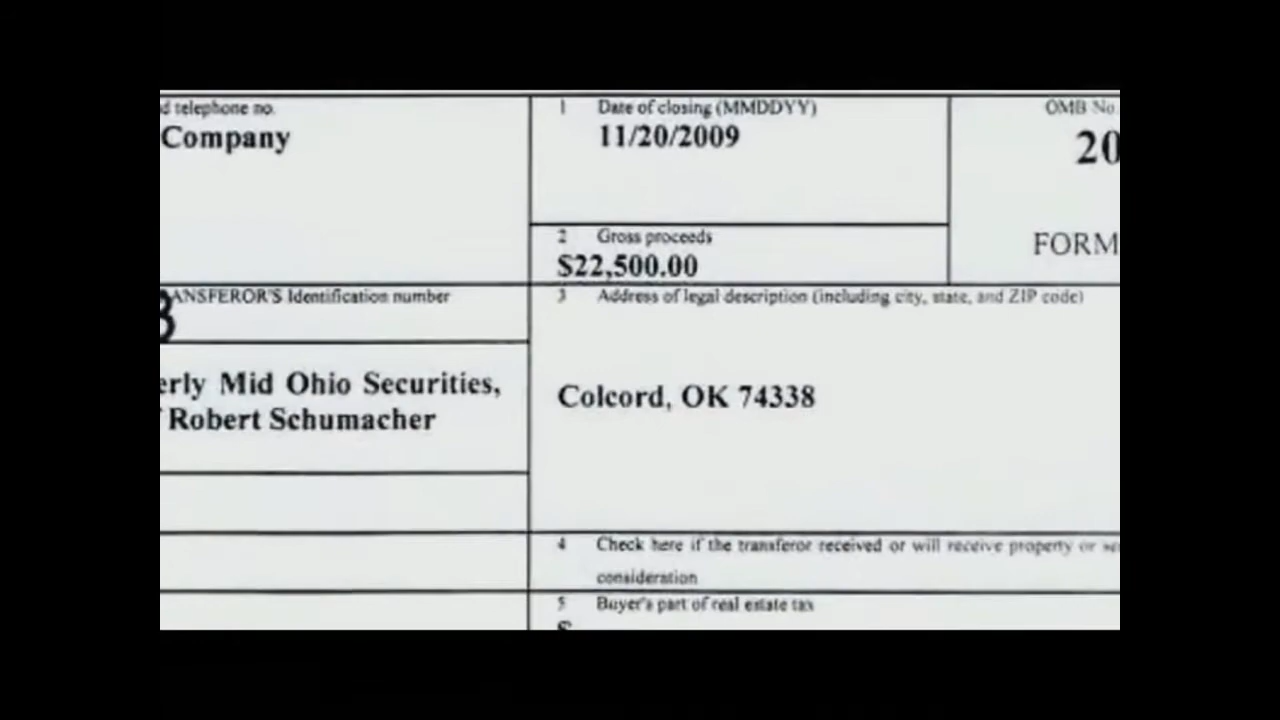 d telephone no.
Company
1 Date of closing (MMDDYY)
11/20/2009
OMB No.
20
2 Gross proceeds
$22,500.00
FORM
ANSFEROR'S Identification number
3 Address of legal description (including city, state, and ZIP code)
erly Mid Ohio Securities,
Robert Schumacher
Colcord, OK 74338
4 Check here if the transferor received or will receive property or se
consideration
5 Buyer's part of real estate tax
$